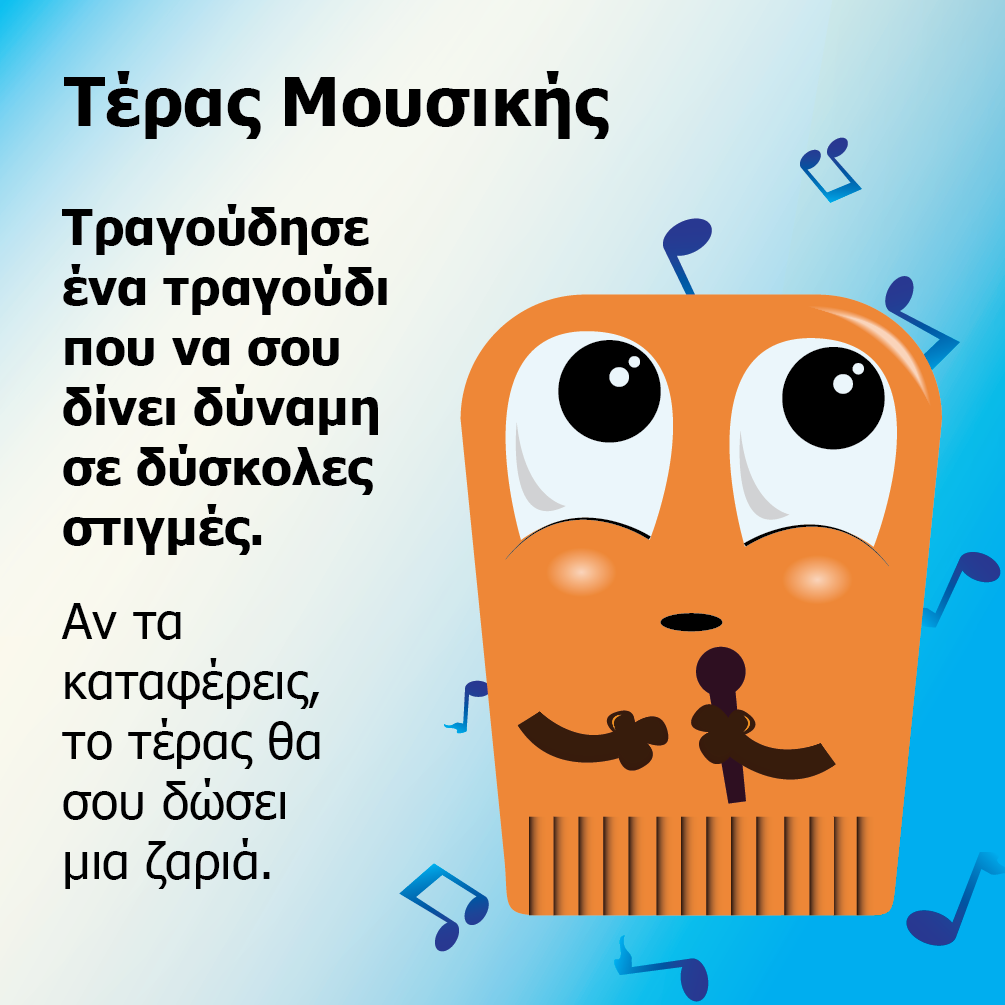 Τέρας Μουσικής
Τραγούδησε
ένα τραγούδι
που να σου
δίνει δύναμη
σε δύσκολες
στιγμές.
Αν τα
καταφέρεις,
το τέρας θα
σου δώσει
μια ζαριά.